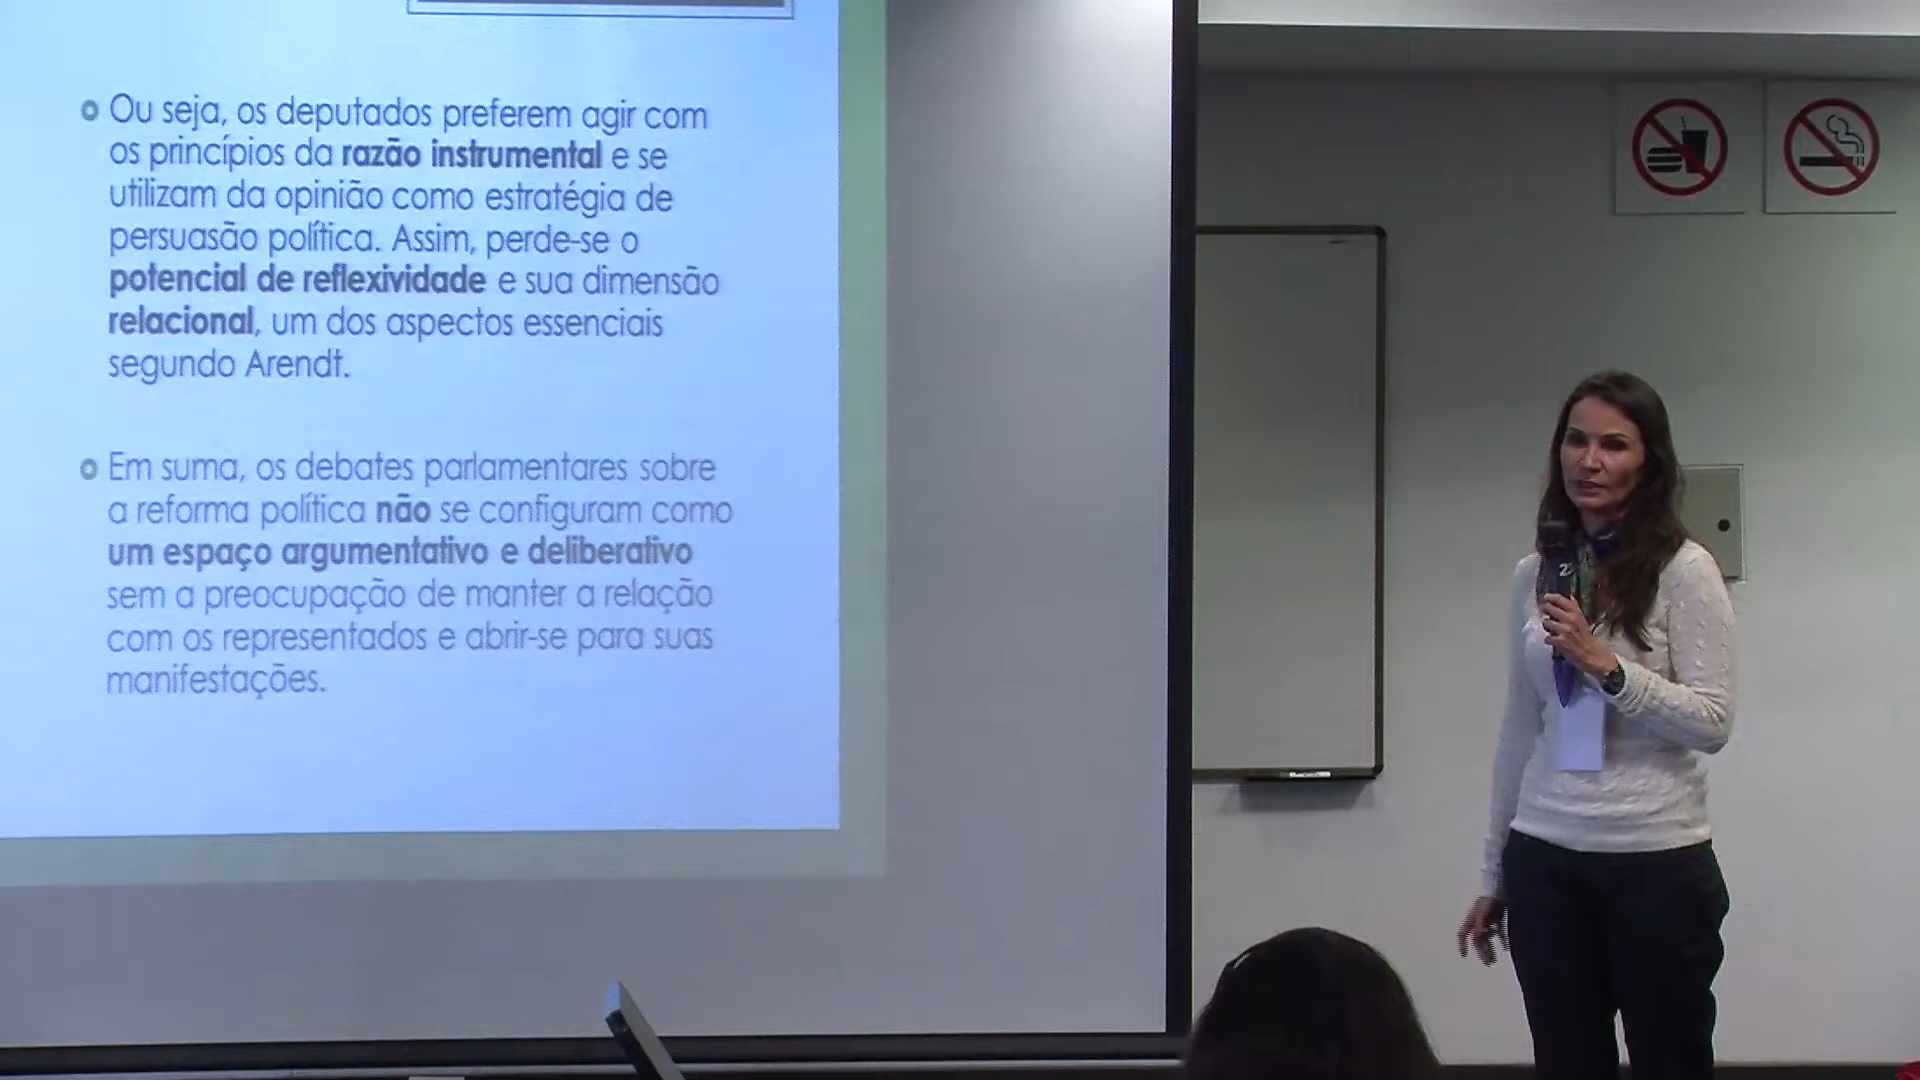 Ou seja, os deputados preferem agir com
os princípios da razão instrumental e se
utilizam da opinião como estratégia de
persuasão política. Assim, perde-se o
potencial de reflexividade e sua dimensão
relacional, um dos aspectos essenciais
segundo Arendt.
Em suma, os debates parlamentares sobre
a reforma política não se configuram como
um espaço argumentativo e deliberativo
sem a preocupação de manter a relação
com os representados e abrir-se para suas
manifestações.